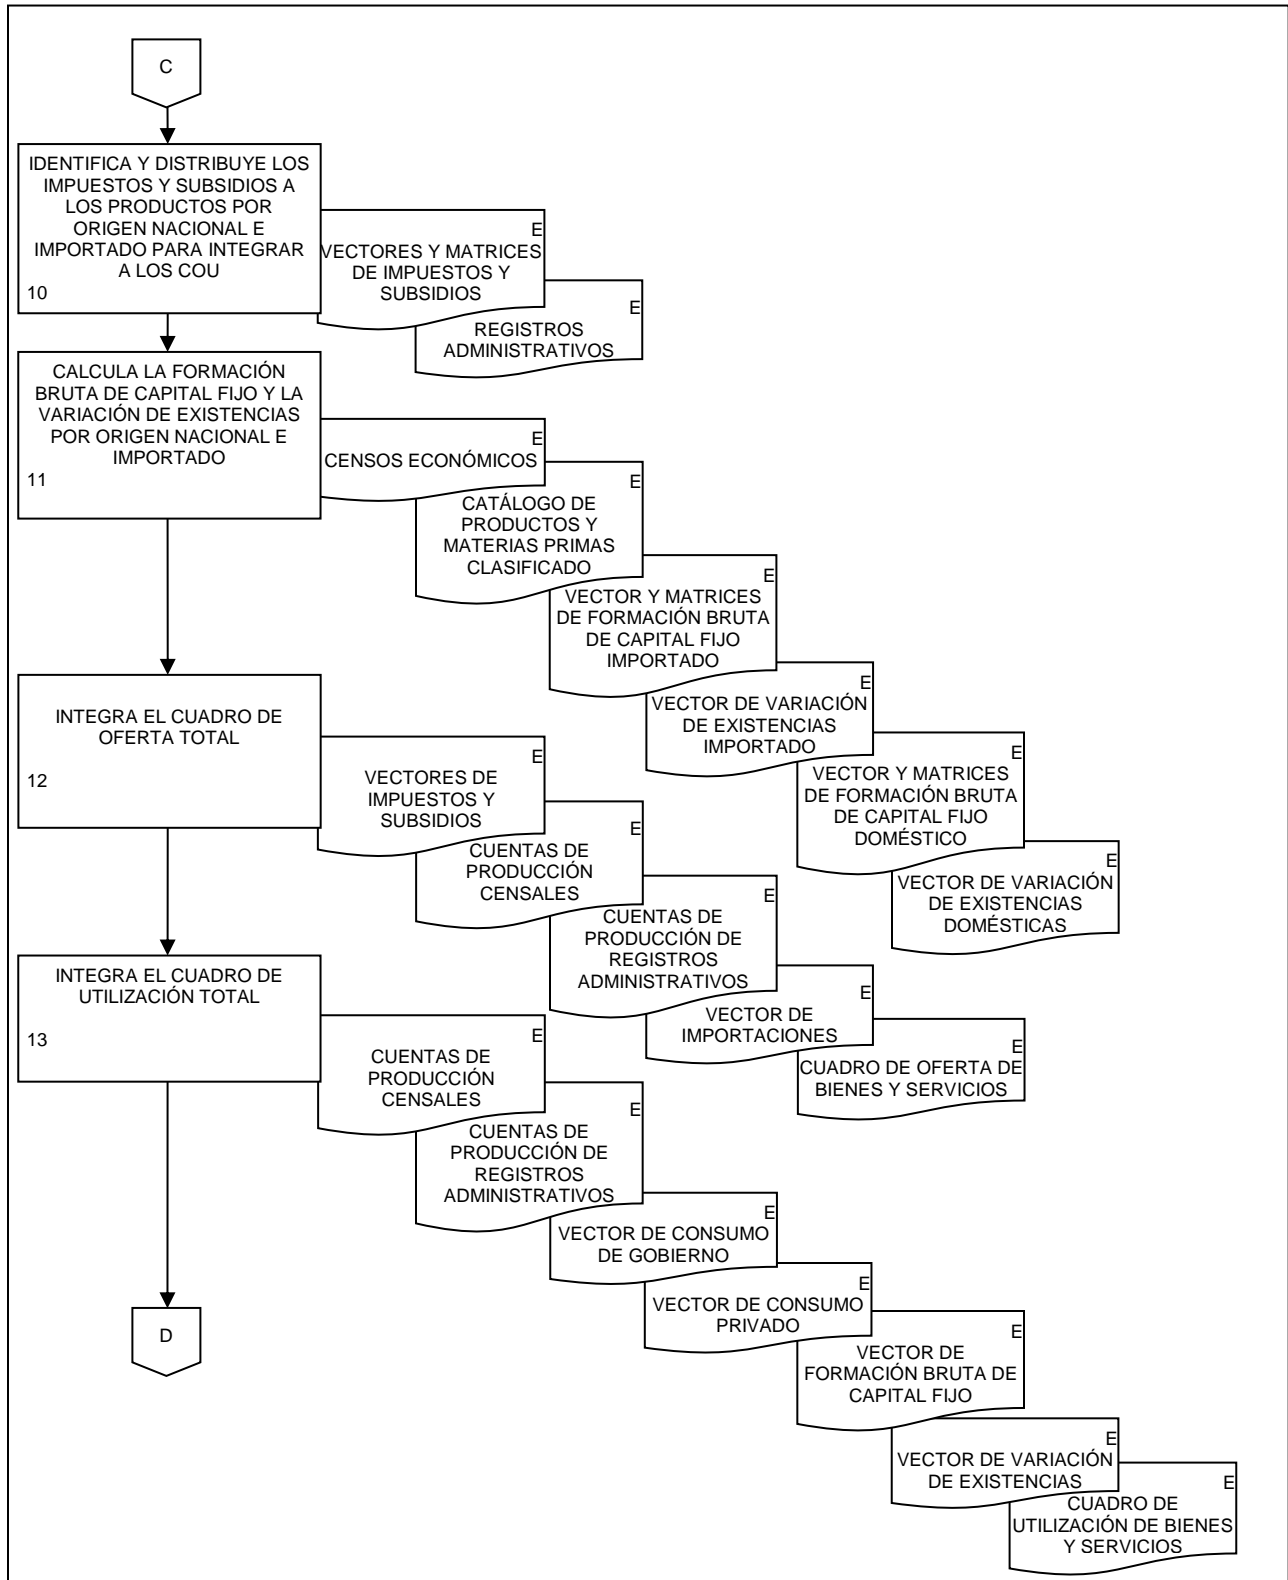 C
IDENTIFICA Y DISTRIBUYE LOS
IMPUESTOS Y SUBSIDIOS A
LOS PRODUCTOS POR
ORIGEN NACIONAL E
IMPORTADO PARA INTEGRAR
A LOS COU
10
E
VECTORES Y MATRICES
DE IMPUESTOS Y
SUBSIDIOS
E
REGISTROS
ADMINISTRATIVOS
CALCULA LA FORMACIÓN
BRUTA DE CAPITAL FIJO Y LA
VARIACIÓN DE EXISTENCIAS
POR ORIGEN NACIONAL E
IMPORTADO
11
E
CENSOS ECONÓMICOS
E
CATÁLOGO DE
PRODUCTOS Y
MATERIAS PRIMAS
CLASIFICADO
E
VECTOR Y MATRICES
DE FORMACIÓN BRUTA
DE CAPITAL FIJO
IMPORTADO
E
VECTOR DE VARIACIÓN
DE EXISTENCIAS
IMPORTADO
E
VECTOR Y MATRICES
DE FORMACIÓN BRUTA
DE CAPITAL FIJO
DOMÉSTICO
E
VECTOR DE VARIACIÓN
DE EXISTENCIAS
DOMÉSTICAS
INTEGRA EL CUADRO DE
OFERTA TOTAL
12
E
VECTORES DE
IMPUESTOS Y
SUBSIDIOS
E
CUENTAS DE
PRODUCCIÓN
CENSALES
E
CUENTAS DE
PRODUCCIÓN DE
REGISTROS
ADMINISTRATIVOS
E
VECTOR DE
IMPORTACIONES
E
CUADRO DE OFERTA DE
BIENES Y SERVICIOS
INTEGRA EL CUADRO DE
UTILIZACIÓN TOTAL
13
E
CUENTAS DE
PRODUCCIÓN
CENSALES
E
CUENTAS DE
PRODUCCIÓN DE
REGISTROS
ADMINISTRATIVOS
E
VECTOR DE CONSUMO
DE GOBIERNO
E
VECTOR DE CONSUMO
PRIVADO
E
VECTOR DE
FORMACIÓN BRUTA DE
CAPITAL FIJO
E
VECTOR DE VARIACIÓN
DE EXISTENCIAS
E
CUADRO DE
UTILIZACIÓN DE BIENES
Y SERVICIOS
D